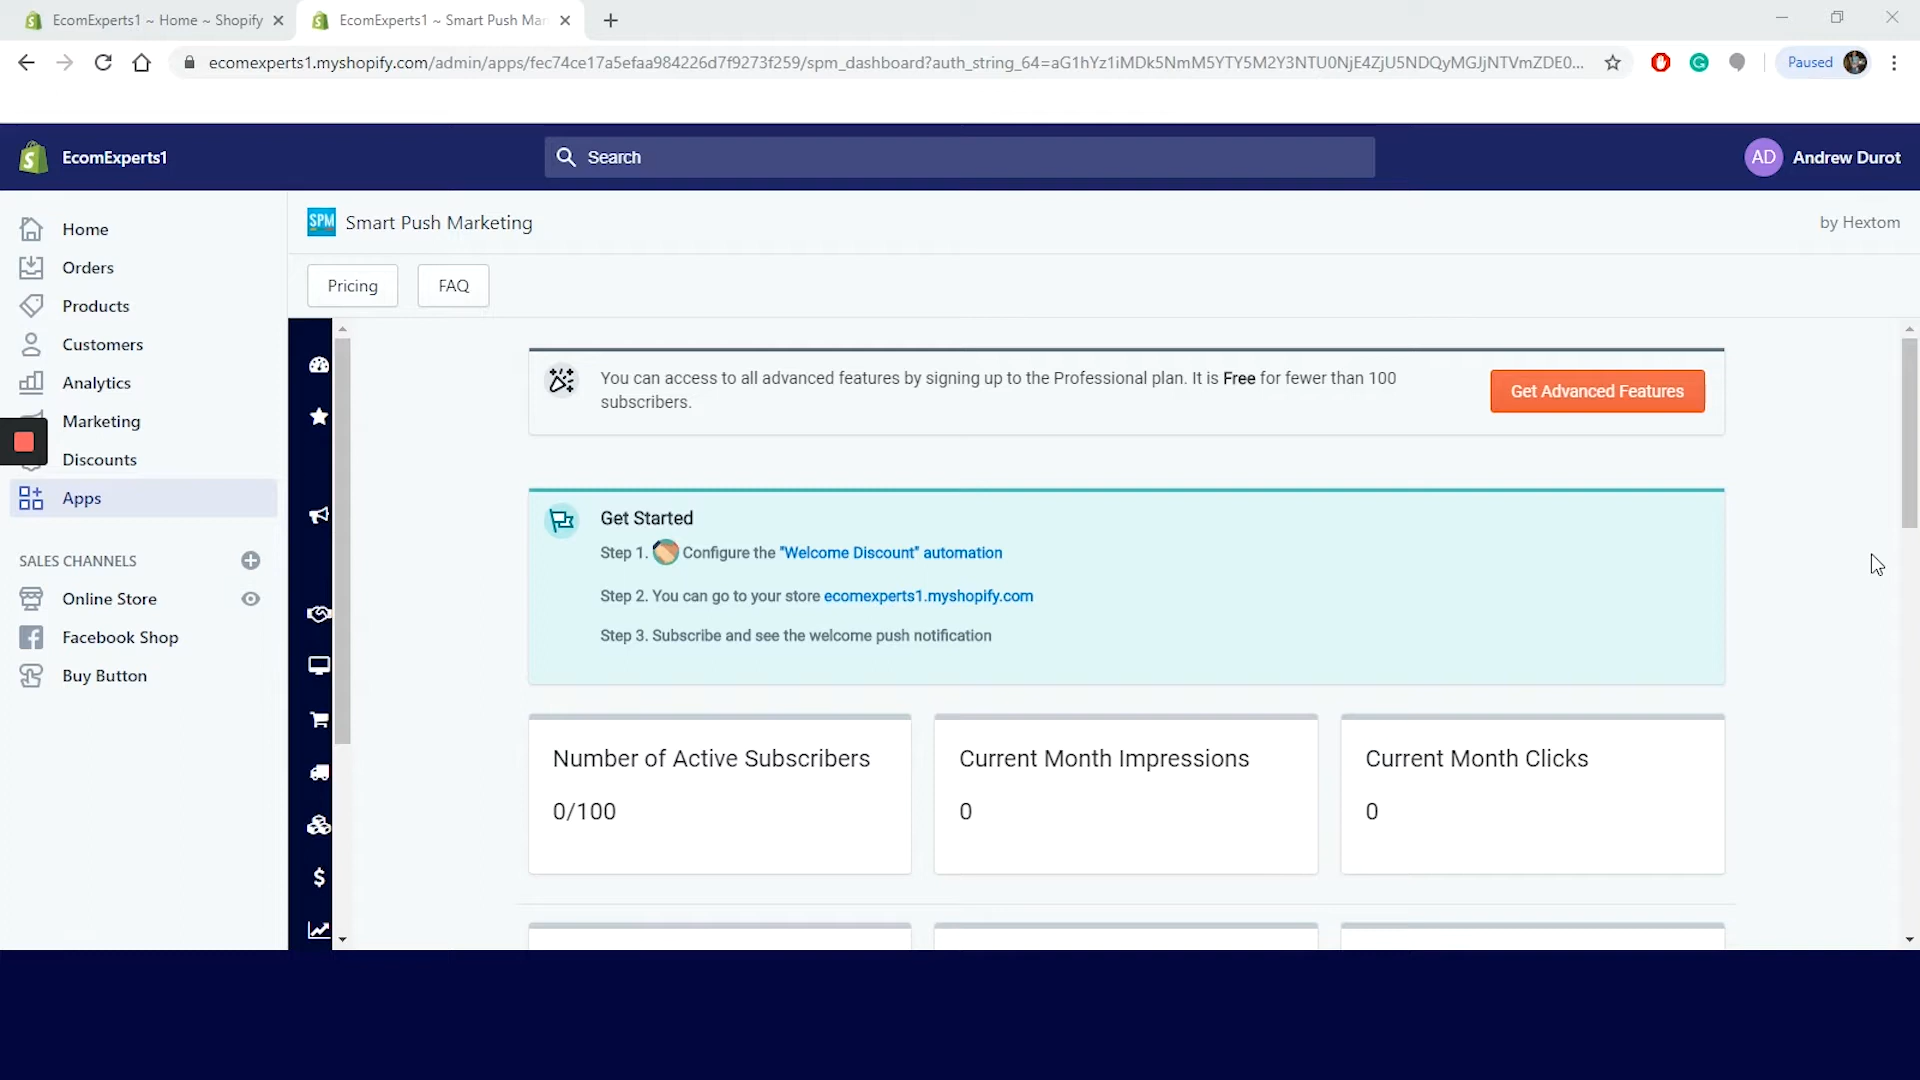 EcomExperts1 ~ Home ~ Shopify
EcomExperts1 ~ Smart Push Mar
ecomexperts1.myshopify.com/admin/apps/fec74ce17a5efaa984226d7f9273f259/spm_dashboard?auth_string_64=aG1hYz1iMDk5NmM5YTY5M2Y3NTU0NjE4ZjU5NDQyMGJjNTVmZDE0...
Paused
EcomExperts1
Search
AD
Andrew Durot
Home
Orders
Products
Customers
Analytics
Marketing
Discounts
Apps
SALES CHANNELS
Online Store
Facebook Shop
Buy Button
SPM
Smart Push Marketing
by Hextom
Pricing
FAQ
You can access to all advanced features by signing up to the Professional plan. It is Free for fewer than 100
subscribers.
Get Advanced Features
Get Started
Step 1. Configure the "Welcome Discount" automation
Step 2. You can go to your store ecomexperts1.myshopify.com
Step 3. Subscribe and see the welcome push notification
Number of Active Subscribers
0/100
Current Month Impressions
0
Current Month Clicks
0